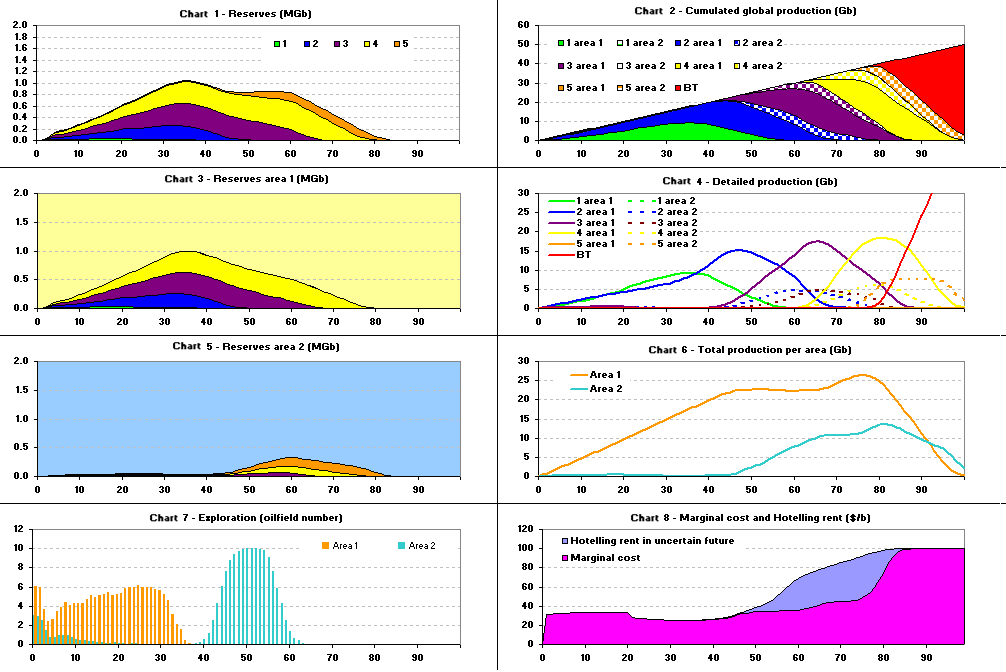 Chart 1 - Reserves (MGb)
2.0
1.8
1.6
1.4
1.2
1.0
0.8
0.6
0.4
0.2
0.0
1 2 3 4 5
0 10 20 30 40 50 60 70 80 90
Chart 2 - Cumulated global production (Gb)
60
50
40
30
20
10
0
1 area 1 1 area 2 2 area 1 2 area 2
3 area 1 3 area 2 4 area 1 4 area 2
5 area 1 5 area 2 BT
0 10 20 30 40 50 60 70 80 90
Chart 3 - Reserves area 1 (MGb)
2.0
1.5
1.0
0.5
0.0
0 10 20 30 40 50 60 70 80 90
Chart 4 - Detailed production (Gb)
30
25
20
15
10
5
0
1 area 1 1 area 2
2 area 1 2 area 2
3 area 1 3 area 2
4 area 1 4 area 2
5 area 1 5 area 2
BT
0 10 20 30 40 50 60 70 80 90
Chart 5 - Reserves area 2 (MGb)
2.0
1.5
1.0
0.5
0.0
0 10 20 30 40 50 60 70 80 90
Chart 6 - Total production per area (Gb)
30
25
20
15
10
5
0
Area 1
Area 2
0 10 20 30 40 50 60 70 80 90
Chart 7 - Exploration (oilfield number)
12
10
8
6
4
2
0
Area 1 Area 2
0 10 20 30 40 50 60 70 80 90
Chart 8 - Marginal cost and Hotelling rent ($/b)
120
100
80
60
40
20
0
Hotelling rent in uncertain future
Marginal cost
0 10 20 30 40 50 60 70 80 90 100